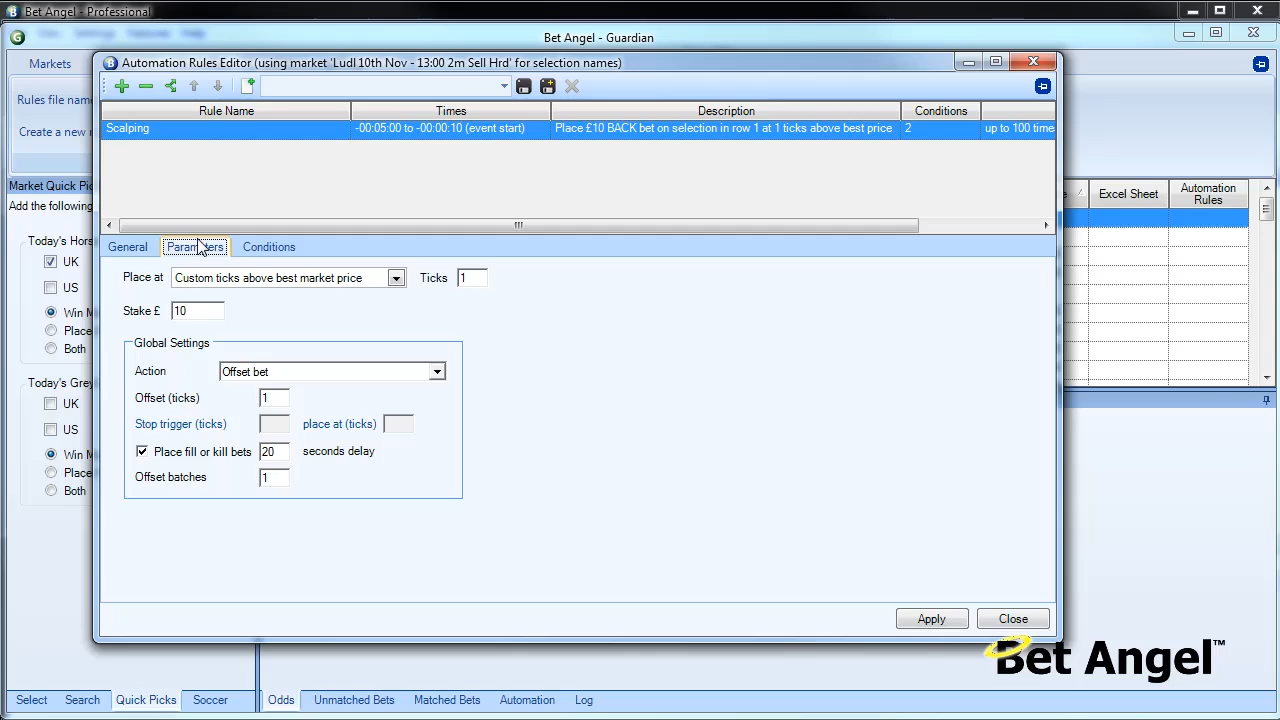 Bet Angel - Professional
Bet Angel - Guardian
Markets
Rules file name
Create a new r
Automation Rules Editor (using market 'Ludl 10th Nov - 13:00 2m Sell Hrd' for selection names)
Rule Name Times Description Conditions
Scalping -00:05:00 to -00:00:10 (event start) Place £10 BACK bet on selection in row 1 at 1 ticks above best price 2 up to 100 time
General Parameters Conditions
Place at Custom ticks above best market price Ticks 1
Stake £ 10
Global Settings
Action Offset bet
Offset (ticks) 1
Stop trigger (ticks) place at (ticks)
Place fill or kill bets 20 seconds delay
Offset batches 1
Apply Close
Market Quick Pic
Add the following
Today's Hors
UK
US
Win M
Place
Both
Today's Grey
UK
US
Win M
Place
Both
Excel Sheet Automation Rules
Bet Angel™
Select Search Quick Picks Soccer Odds Unmatched Bets Matched Bets Automation Log